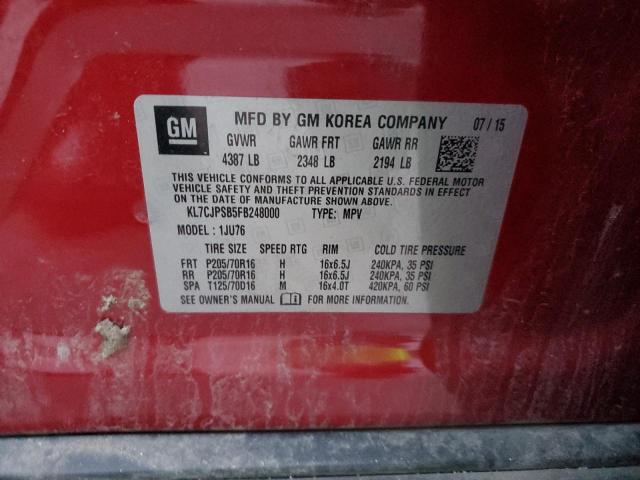 GM
MFD BY GM KOREA COMPANY 07 / 15
GVWR GAWR FRT GAWR RR
4387 LB 2348 LB 2194 LB
THIS VEHICLE CONFORMS TO ALL APPLICABLE U.S. FEDERAL MOTOR
VEHICLE SAFETY AND THEFT PREVENTION STANDARDS IN EFFECT
ON THE DATE OF MANUFACTURE SHOWN ABOVE.
KL7CJPSB5FB248000 TYPE: MPV
MODEL : 1JU76
TIRE SIZE SPEED RTG RIM COLD TIRE PRESSURE
FRT P205/70R16 H 16x6.5J 240KPA, 35 PSI
RR P205/70R16 H 16x6.5J 240KPA, 35 PSI
SPA T125/70D16 M 16x4.0T 420KPA, 60 PSI
SEE OWNER'S MANUAL FOR MORE INFORMATION.